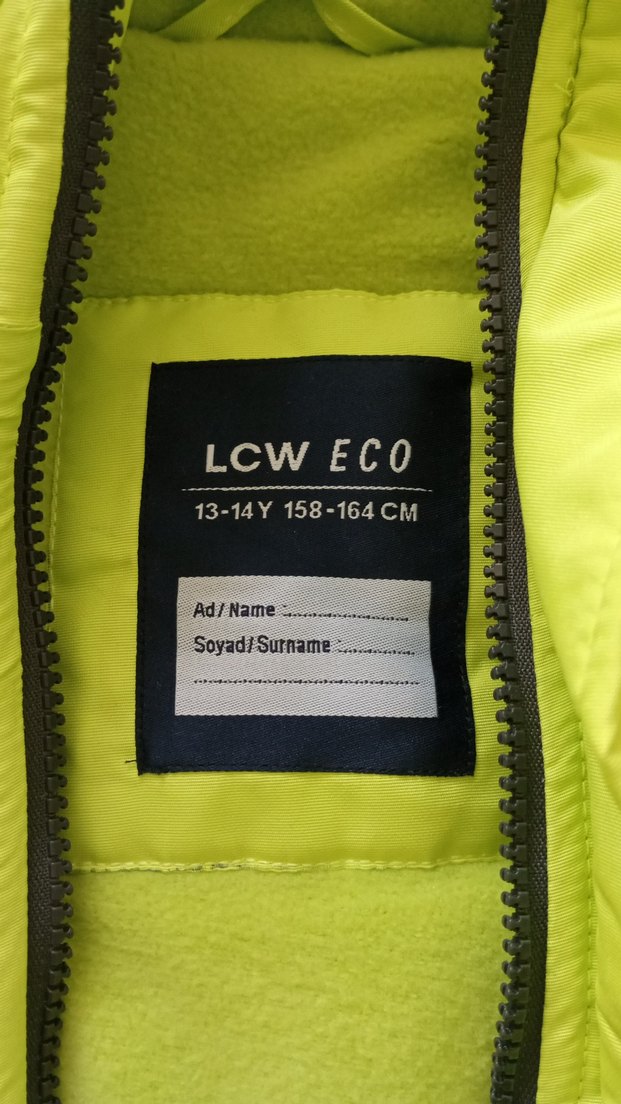 LCW ECO
13-14Y 158-164 CM
Ad/Name :....................
Soyad/Surname :............
....................................